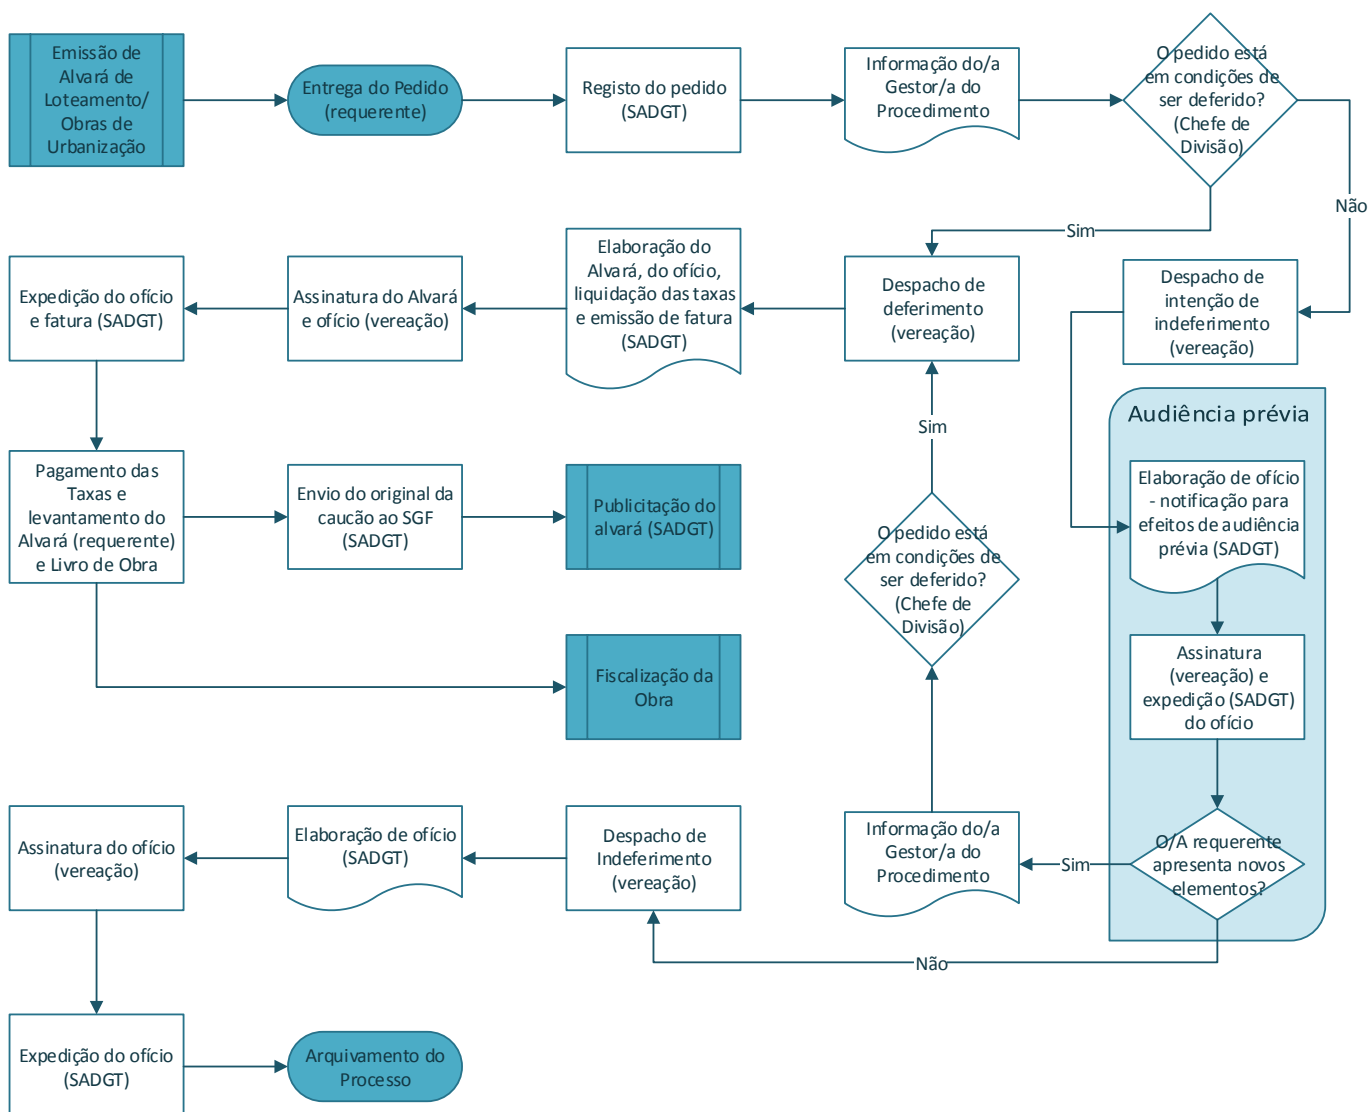 Emissão de
Alvará de
Loteamento/
Obras de
Urbanização
Entrega do Pedido
(requerente)
Registo do pedido
(SADGT)
Informação do/a
Gestor/a do
Procedimento
O pedido está
em condições de
ser deferido?
(Chefe de
Divisão)
Não
Sim
Expedição do ofício
e fatura (SADGT)
Assinatura do Alvará
e ofício (vereação)
Elaboração do
Alvará, do ofício,
liquidação das taxas
e emissão de fatura
(SADGT)
Despacho de
deferimento
(vereação)
Despacho de
intenção de
indeferimento
(vereação)
Audiência prévia
Sim
Pagamento das
Taxas e
levantamento do
Alvará (requerente)
e Livro de Obra
Envio do original da
caucão ao SGF
(SADGT)
Publicitação do
alvará (SADGT)
O pedido está
em condições de
ser deferido?
(Chefe de
Divisão)
Elaboração de ofício
- notificação para
efeitos de audiência
prévia (SADGT)
Fiscalização da
Obra
Assinatura
(vereação) e
expedição (SADGT)
do ofício
Assinatura do ofício
(vereação)
Elaboração de ofício
(SADGT)
Despacho de
Indeferimento
(vereação)
Informação do/a
Gestor/a do
Procedimento
Sim
O/A requerente
apresenta novos
elementos?
Não
Expedição do ofício
(SADGT)
Arquivamento do
Processo